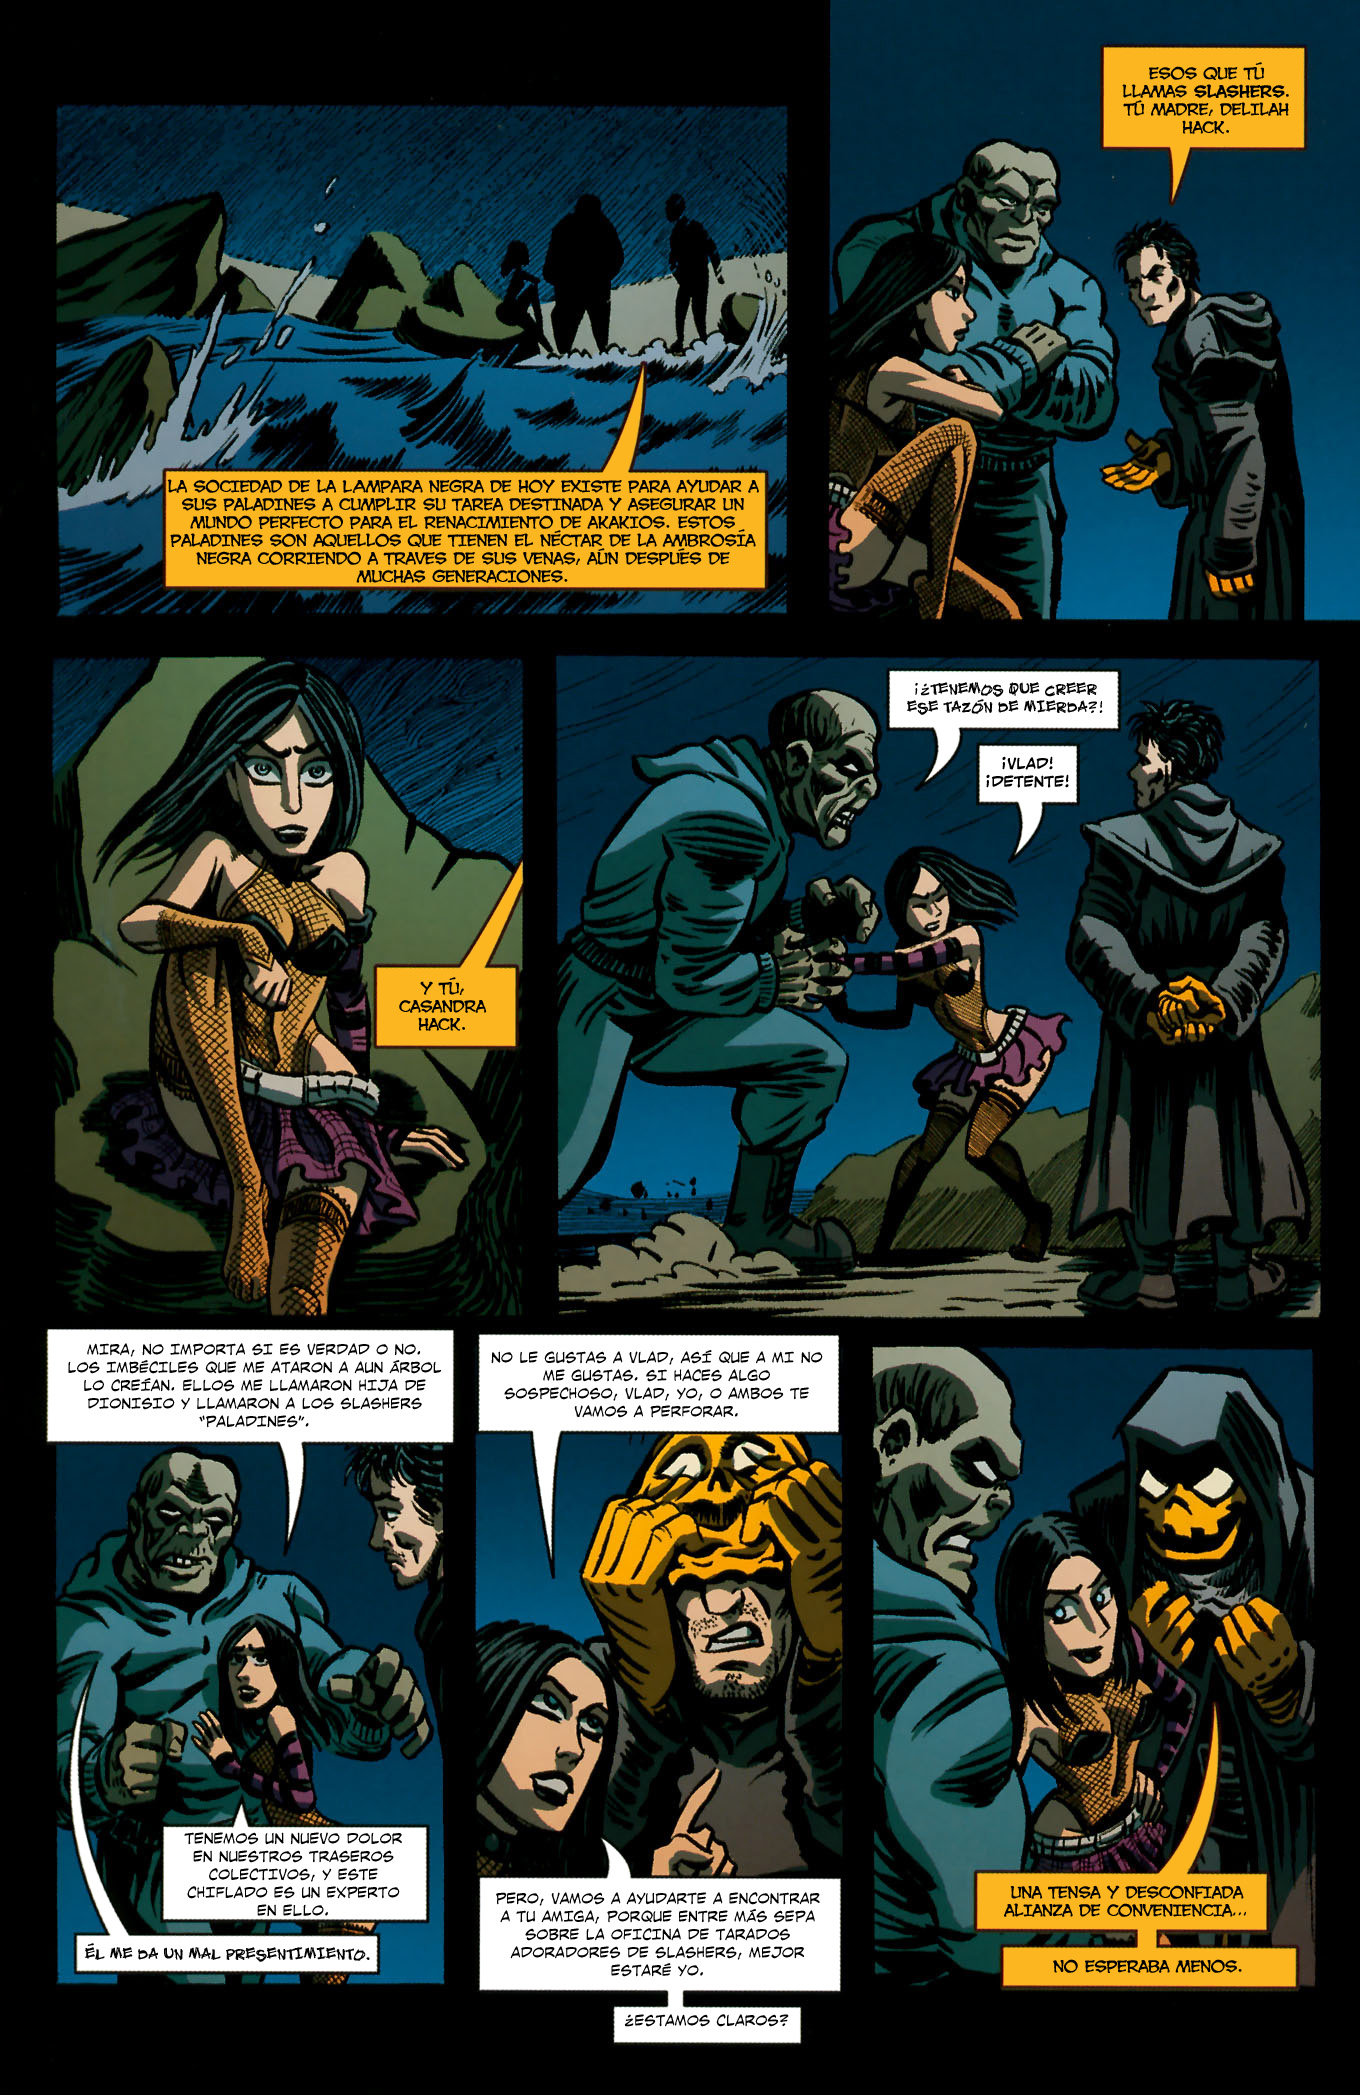 LA SOCIEDAD DE LA LAMPARA NEGRA DE HOY EXISTE PARA AYUDAR A
SUS PALADINES A CUMPLIR SU TAREA DESTINADA Y ASEGURAR UN
MUNDO PERFECTO PARA EL RENACIMIENTO DE AKAKIOS. ESTOS
PALADINES SON AQUELLOS QUE TIENEN EL NÉCTAR DE LA AMBROSÍA
NEGRA CORRIENDO A TRAVES DE SUS VENAS, AÚN DESPUÉS DE
MUCHAS GENERACIONES.
ESOS QUE TÚ
LLAMAS SLASHERS.
TÚ MADRE, DELILAH
HACK.
Y TÚ,
CASANDRA
HACK.
¡¿TENEMOS QUE CREER
ESE TAZÓN DE MIERDA?!
¡VLAD!
¡DETENTE!
MIRA, NO IMPORTA SI ES VERDAD O NO.
LOS IMBÉCILES QUE ME ATARON A AUN ÁRBOL
LO CREÍAN. ELLOS ME LLAMARON HIJA DE
DIONISIO Y LLAMARON A LOS SLASHERS
"PALADINES".
TENEMOS UN NUEVO DOLOR
EN NUESTROS TRASEROS
COLECTIVOS, Y ESTE
CHIFLADO ES UN EXPERTO
EN ELLO.
ÉL ME DA UN MAL PRESENTIMIENTO.
NO LE GUSTAS A VLAD, ASÍ QUE A MI NO
ME GUSTAS. SI HACES ALGO
SOSPECHOSO, VLAD, YO, O AMBOS TE
VAMOS A PERFORAR.
PERO, VAMOS A AYUDARTE A ENCONTRAR
A TU AMIGA, PORQUE ENTRE MÁS SEPA
SOBRE LA OFICINA DE TARADOS
ADORADORES DE SLASHERS, MEJOR
ESTARÉ YO.
¿ESTAMOS CLAROS?
UNA TENSA Y DESCONFIADA
ALIANZA DE CONVENIENCIA...
NO ESPERABA MENOS.